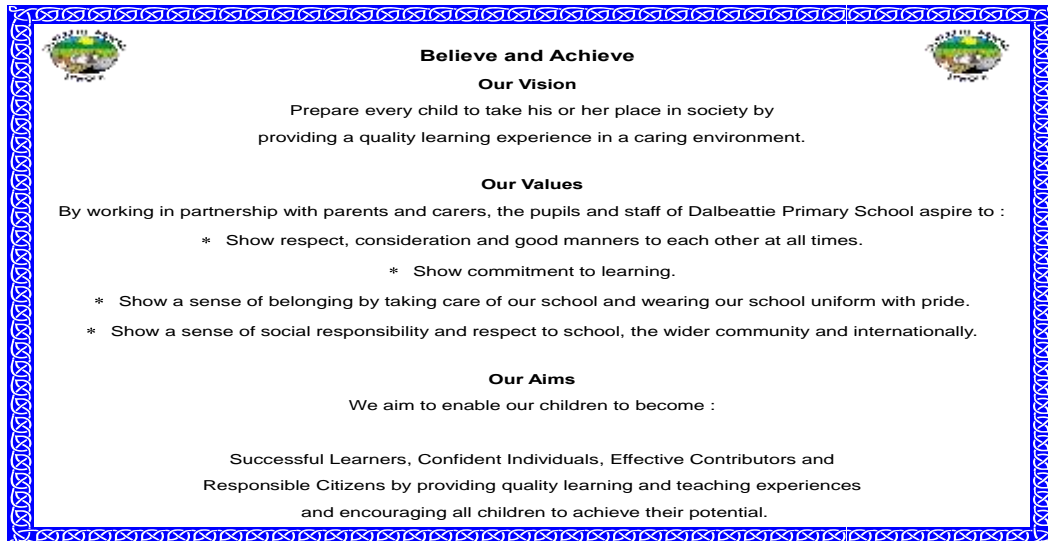 Believe and Achieve
Our Vision
Prepare every child to take his or her place in society by
providing a quality learning experience in a caring environment.
Our Values
By working in partnership with parents and carers, the pupils and staff of Dalbeattie Primary School aspire to :
* Show respect, consideration and good manners to each other at all times.
* Show commitment to learning.
* Show a sense of belonging by taking care of our school and wearing our school uniform with pride.
* Show a sense of social responsibility and respect to school, the wider community and internationally.
Our Aims
We aim to enable our children to become :
Successful Learners, Confident Individuals, Effective Contributors and
Responsible Citizens by providing quality learning and teaching experiences
and encouraging all children to achieve their potential.